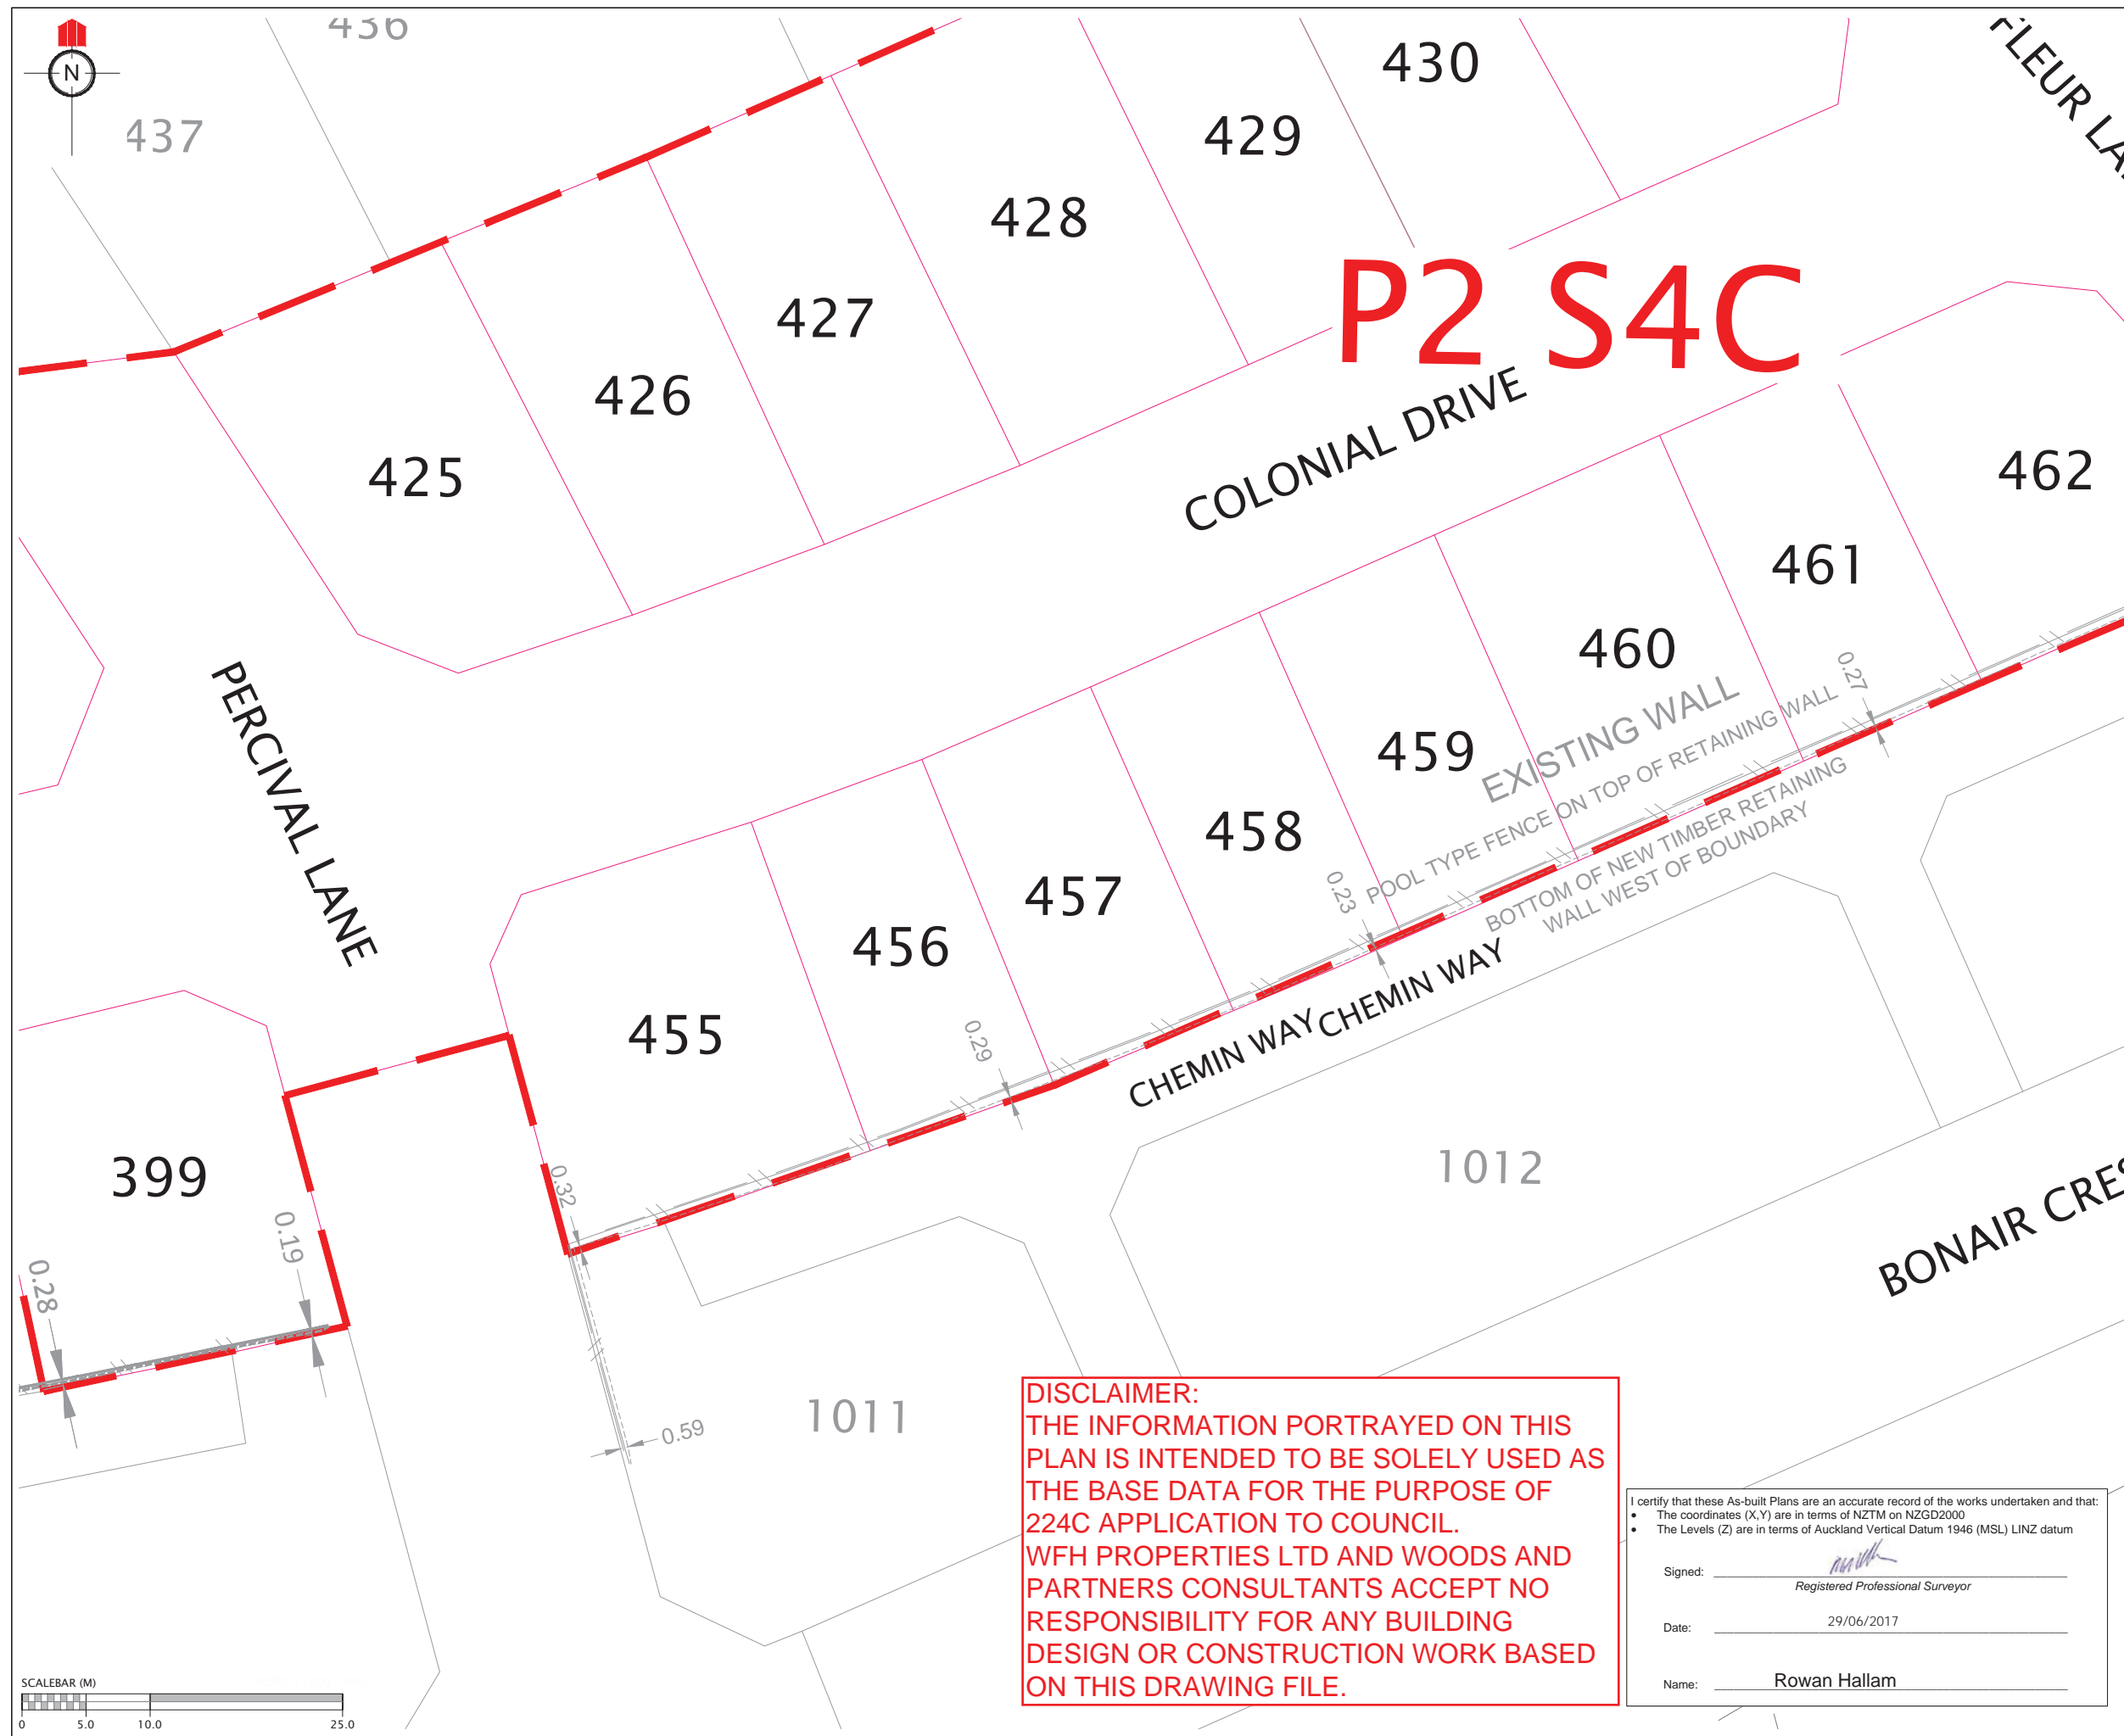 N
436
437
430
FLEUR
429
428
427
426
425
P2 S4C
COLONIAL DRIVE
462
461
460
459
458
457
456
455
399
PERCIVAL LANE
EXISTING WALL
POOL TYPE FENCE ON TOP OF RETAINING WALL
BOTTOM OF NEW TIMBER RETAINING
WALL WEST OF BOUNDARY
0.27
0.23
0.29
0.32
0.19
0.28
0.59
CHEMIN WAY
CHEMIN WAY
1012
1011
BONAIR
DISCLAIMER:
THE INFORMATION PORTRAYED ON THIS
PLAN IS INTENDED TO BE SOLELY USED AS
THE BASE DATA FOR THE PURPOSE OF
224C APPLICATION TO COUNCIL.
WFH PROPERTIES LTD AND WOODS AND
PARTNERS CONSULTANTS ACCEPT NO
RESPONSIBILITY FOR ANY BUILDING
DESIGN OR CONSTRUCTION WORK BASED
ON THIS DRAWING FILE.
I certify that these As-built Plans are an accurate record of the works undertaken and that:
• The coordinates (X,Y) are in terms of NZTM on NZGD2000
• The Levels (Z) are in terms of Auckland Vertical Datum 1946 (MSL) LINZ datum
Signed:
Registered Professional Surveyor
Date: 29/06/2017
Name: Rowan Hallam
SCALEBAR (M)
0 5.0 10.0 25.0